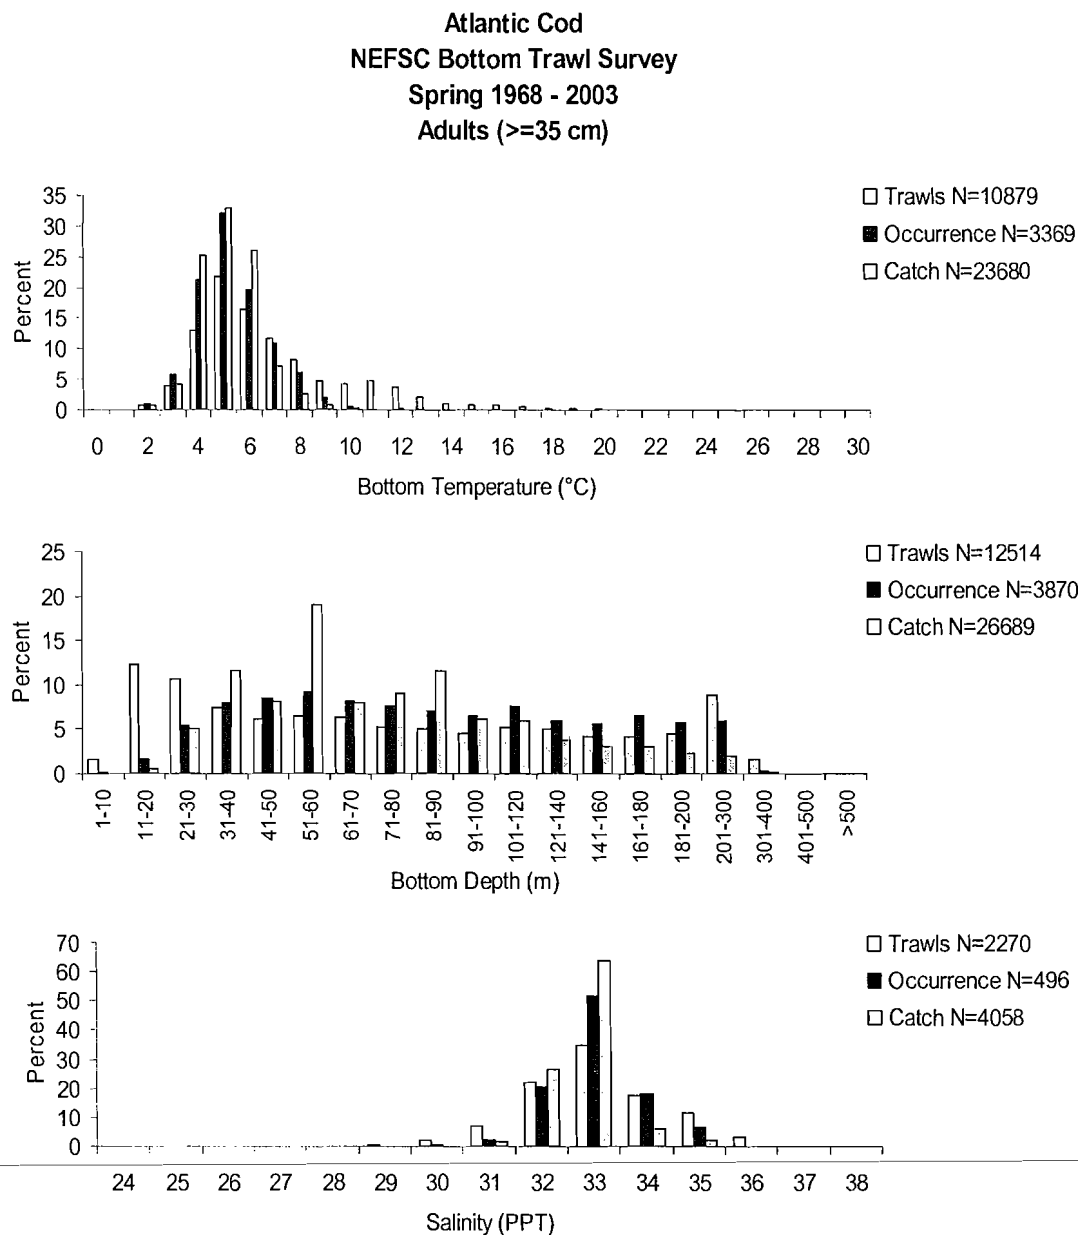 Atlantic Cod
NEFSC Bottom Trawl Survey
Spring 1968 - 2003
Adults (>=35 cm)
35
30
25
20
15
10
5
0
Percent
0 2 4 6 8 10 12 14 16 18 20 22 24 26 28 30
Bottom Temperature (°C)
Trawls N=10879
Occurrence N=3369
Catch N=23680
25
20
15
10
5
0
Percent
1-10
11-20
21-30
31-40
41-50
51-60
61-70
71-80
81-90
91-100
101-120
121-140
141-160
161-180
181-200
201-300
301-400
401-500
>500
Bottom Depth (m)
Trawls N=12514
Occurrence N=3870
Catch N=26689
70
60
50
40
30
20
10
0
Percent
24 25 26 27 28 29 30 31 32 33 34 35 36 37 38
Salinity (PPT)
Trawls N=2270
Occurrence N=496
Catch N=4058